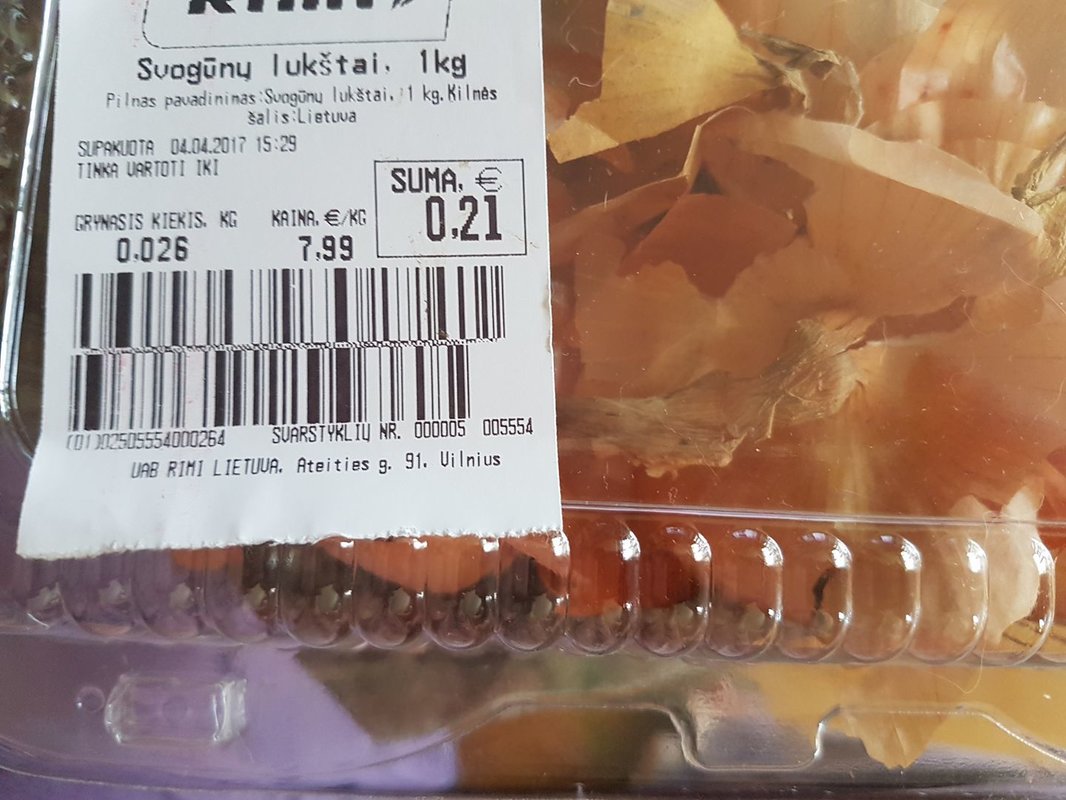 RIMI
Svogūnų lukštai. 1kg
Pilnas pavadinimas:Svogūnų lukštai. 1 kg.Kilmės
šalis:Lietuva
SUPAKUOTA 04.04.2017 15:29
TINKA VARTOTI IKI
SUMA. €
0.21
GRYNASIS KIEKIS. KG KAINA. €/KG
0.026 7.99
(01)02505554000264 SVARSTYKLIŲ NR. 000005 005554
UAB RIMI LIETUVA. Ateities g. 91. Vilnius